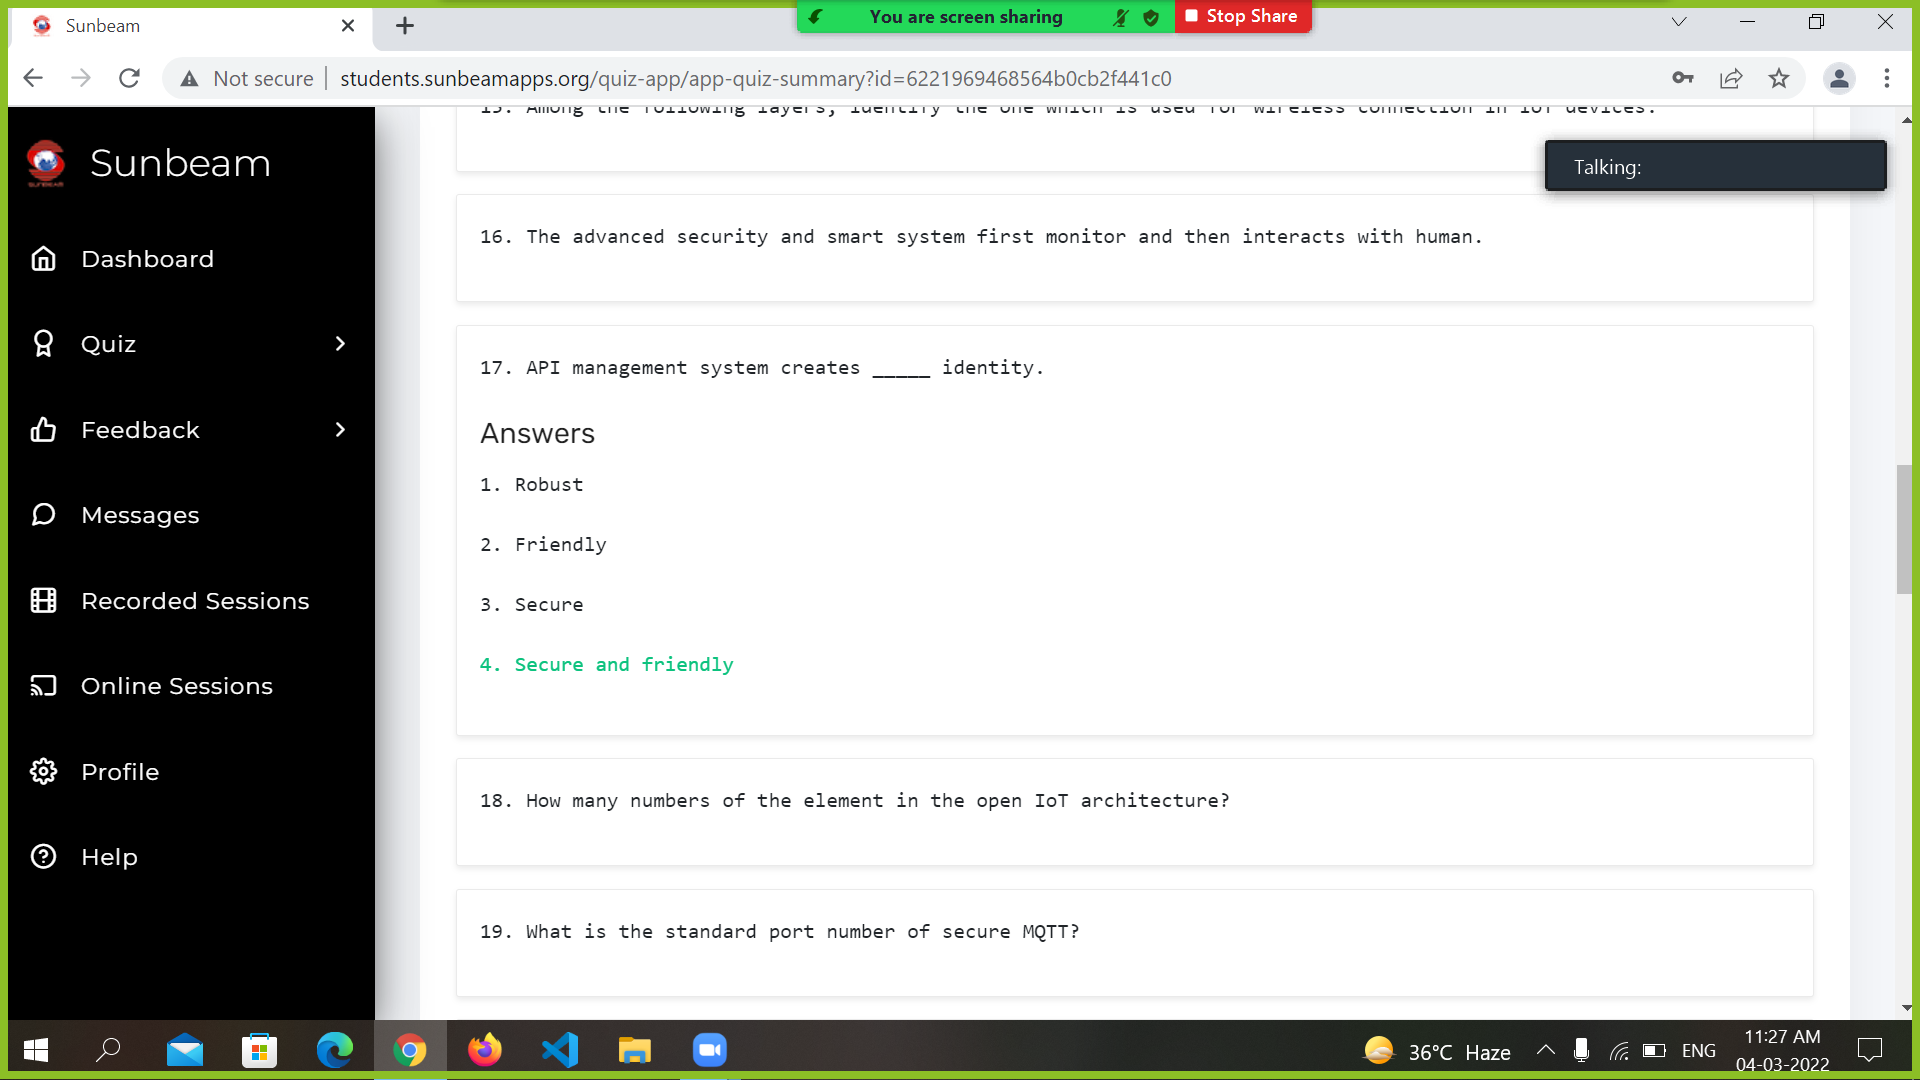 Sunbeam
You are screen sharing
Stop Share
Not secure
students.sunbeamapps.org/quiz-app/app-quiz-summary?id=6221969468564b0cb2f441c0
Sunbeam
Dashboard
Quiz
Feedback
Messages
Recorded Sessions
Online Sessions
Profile
Help
15. Among the following layers, identify the one which is used for wireless connection in IoT devices.
Talking:
16. The advanced security and smart system first monitor and then interacts with human.
17. API management system creates _____ identity.
Answers
1. Robust
2. Friendly
3. Secure
4. Secure and friendly
18. How many numbers of the element in the open IoT architecture?
19. What is the standard port number of secure MQTT?
36°C Haze
ENG
11:27 AM
04-03-2022